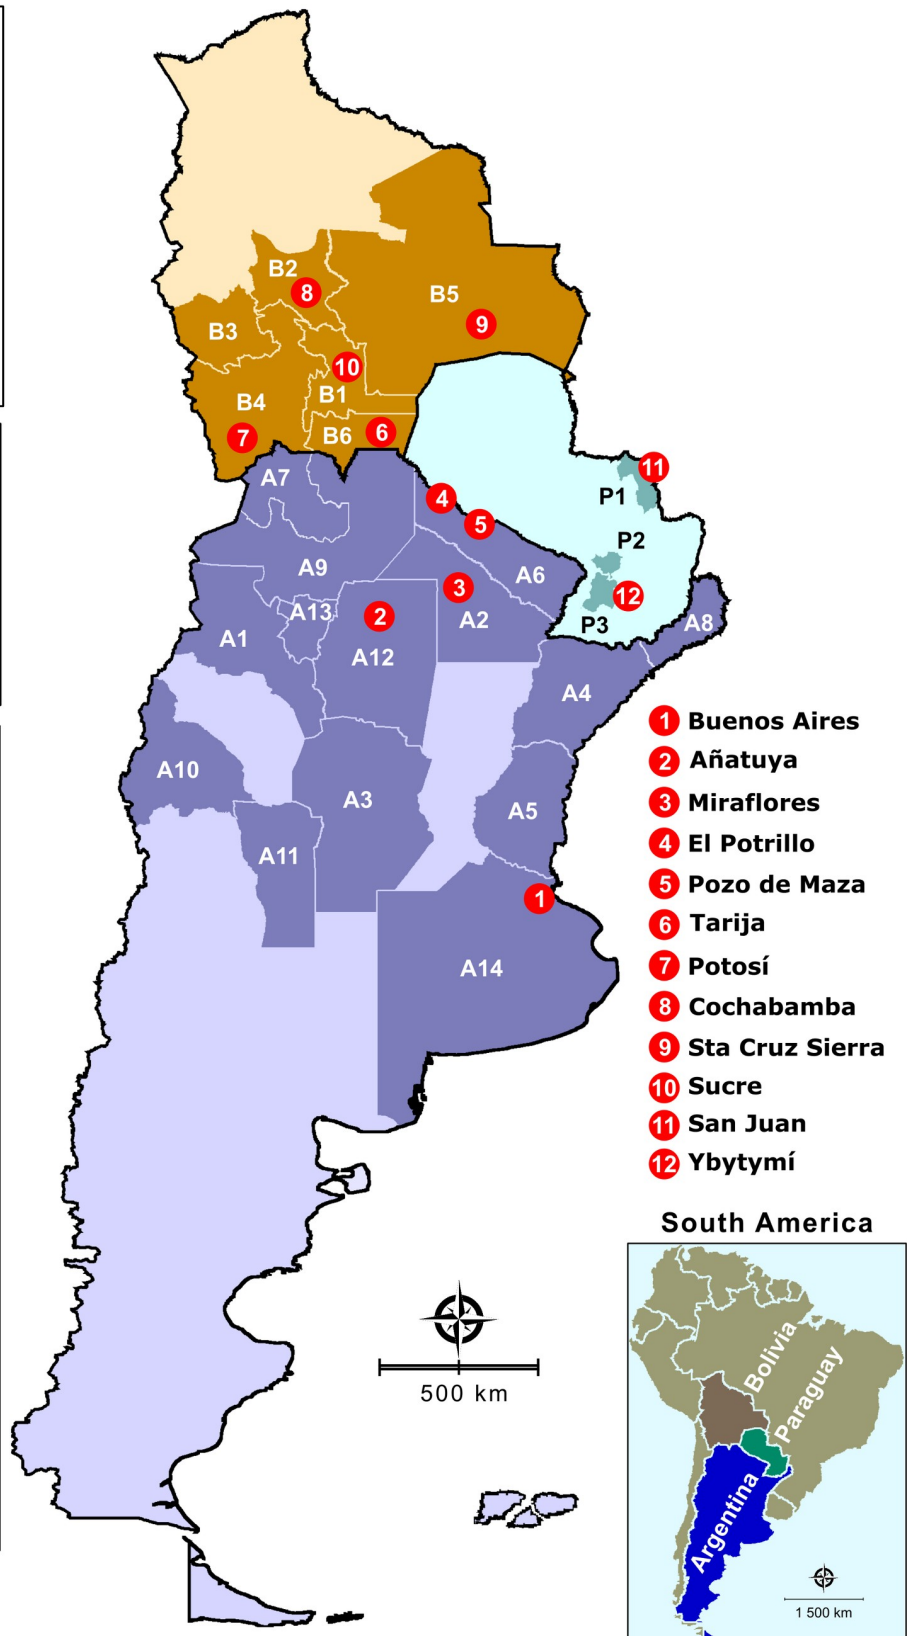 B2
8
B5
9
B3
10
B1
B4
7
B6
6
A7
4
5
11
P1
P2
A9
3
A6
12
A13
2
A2
P3
A8
A1
A12
A4
A10
A3
A5
A11
1
A14
1 Buenos Aires
2 Añatuya
3 Miraflores
4 El Potrillo
5 Pozo de Maza
6 Tarija
7 Potosí
8 Cochabamba
9 Sta Cruz Sierra
10 Sucre
11 San Juan
12 Ybytymí
500 km
South America
Bolivia
Paraguay
Argentina
1 500 km